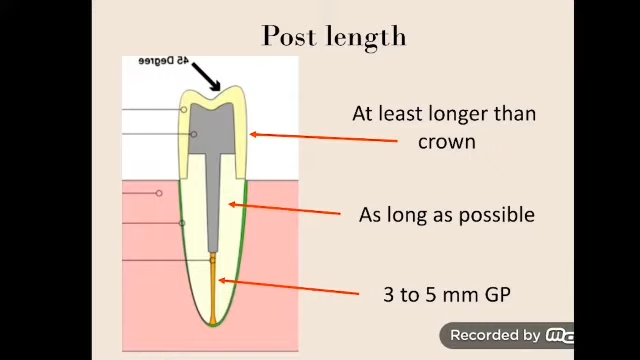 Post length
45 Degree
At least longer than
crown
As long as possible
3 to 5 mm GP
Recorded by